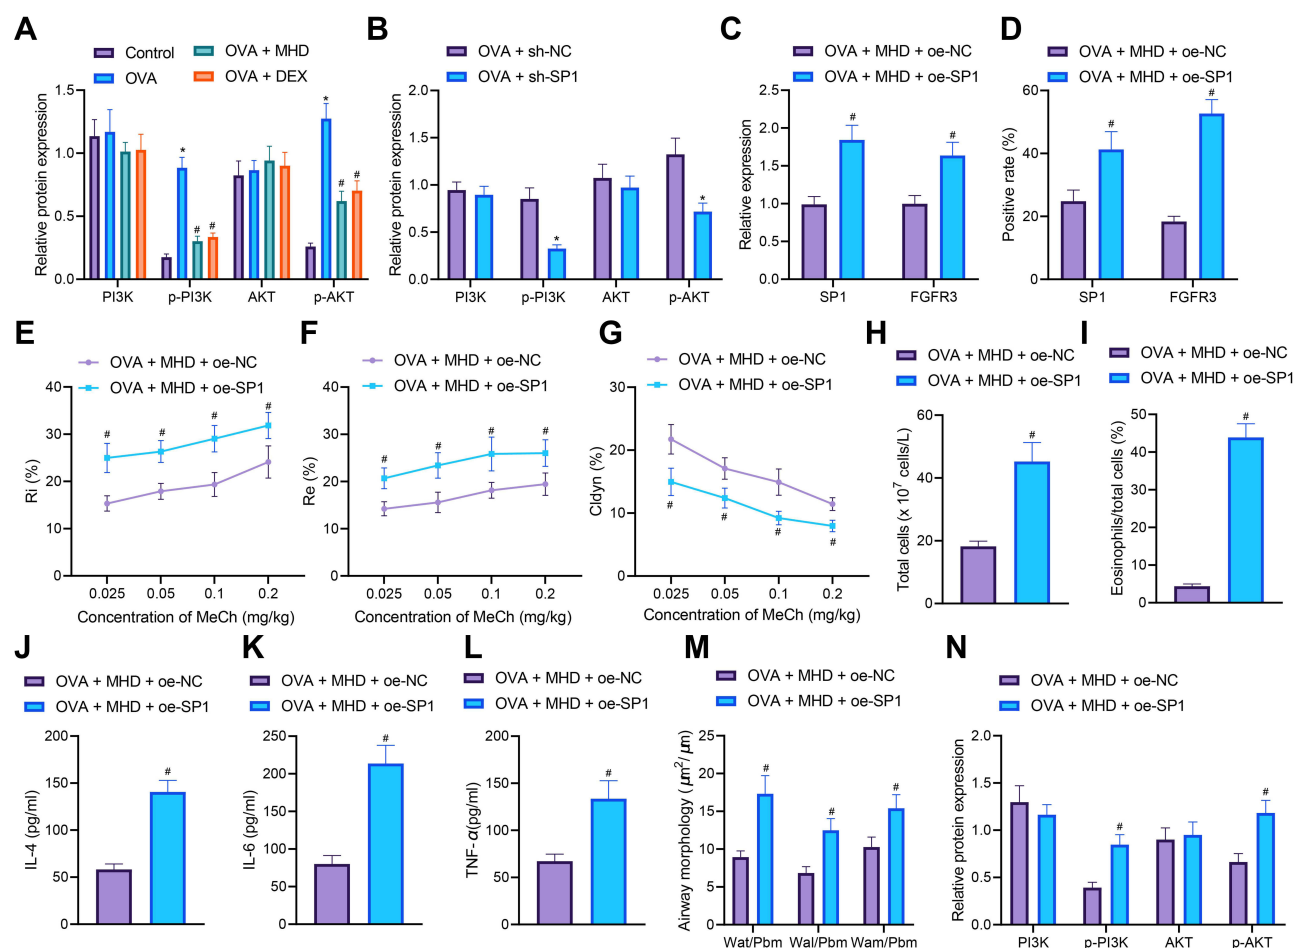 A
Control
OVA
OVA + MHD
OVA + DEX
Relative protein expression
1.5
1.0
0.5
0.0
* # # * # #
PI3K p-PI3K AKT p-AKT
B
OVA + sh-NC
OVA + sh-SP1
Relative protein expression
2.0
1.5
1.0
0.5
0.0
* *
PI3K p-PI3K AKT p-AKT
C
OVA + MHD + oe-NC
OVA + MHD + oe-SP1
Relative expression
2.5
2.0
1.5
1.0
0.5
0.0
# #
SP1 FGFR3
D
OVA + MHD + oe-NC
OVA + MHD + oe-SP1
Positive rate (%)
60
40
20
0
# #
SP1 FGFR3
E
OVA + MHD + oe-NC
OVA + MHD + oe-SP1
Ri (%)
40
30
20
10
0
# # # #
0.025 0.05 0.1 0.2
Concentration of MeCh (mg/kg)
F
OVA + MHD + oe-NC
OVA + MHD + oe-SP1
Re (%)
40
30
20
10
0
# # # #
0.025 0.05 0.1 0.2
Concentration of MeCh (mg/kg)
G
OVA + MHD + oe-NC
OVA + MHD + oe-SP1
Cldyn (%)
30
20
10
0
# # # #
0.025 0.05 0.1 0.2
Concentration of MeCh (mg/kg)
H
OVA + MHD + oe-NC
OVA + MHD + oe-SP1
Total cells (x 10⁷ cells/L)
60
40
20
0
#
I
OVA + MHD + oe-NC
OVA + MHD + oe-SP1
Eosinophils/total cells (%)
50
40
30
20
10
0
#
J
OVA + MHD + oe-NC
OVA + MHD + oe-SP1
IL-4 (pg/ml)
200
150
100
50
0
#
K
OVA + MHD + oe-NC
OVA + MHD + oe-SP1
IL-6 (pg/ml)
250
200
150
100
50
0
#
L
OVA + MHD + oe-NC
OVA + MHD + oe-SP1
TNF-α(pg/ml)
200
150
100
50
0
#
M
OVA + MHD + oe-NC
OVA + MHD + oe-SP1
Airway morphology (μm²/μm)
25
20
15
10
5
0
# # #
Wat/Pbm Wal/Pbm Wam/Pbm
N
OVA + MHD + oe-NC
OVA + MHD + oe-SP1
Relative protein expression
2.0
1.5
1.0
0.5
0.0
# #
PI3K p-PI3K AKT p-AKT